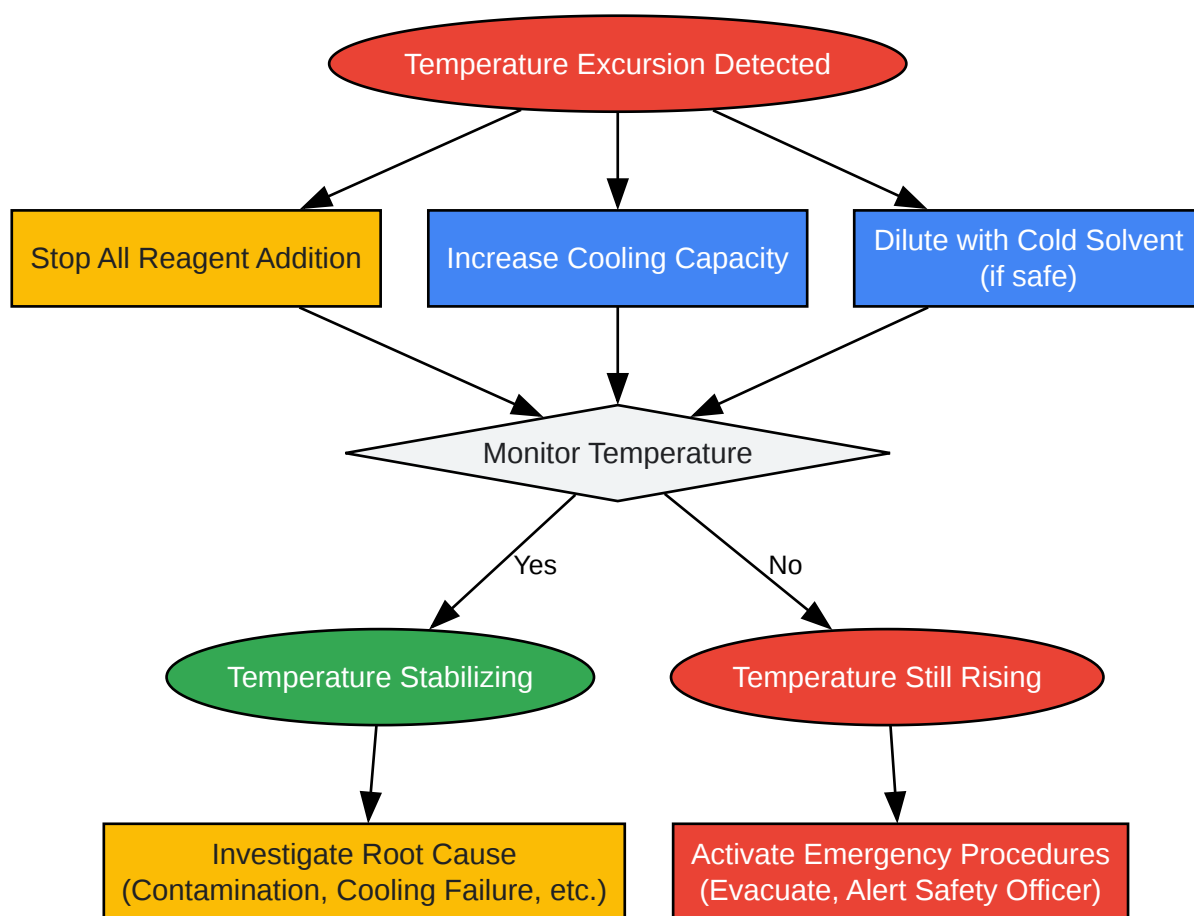 Temperature Excursion Detected
Stop All Reagent Addition
Increase Cooling Capacity
Dilute with Cold Solvent
(if safe)
Monitor Temperature
Yes
No
Temperature Stabilizing
Temperature Still Rising
Investigate Root Cause
(Contamination, Cooling Failure, etc.)
Activate Emergency Procedures
(Evacuate, Alert Safety Officer)